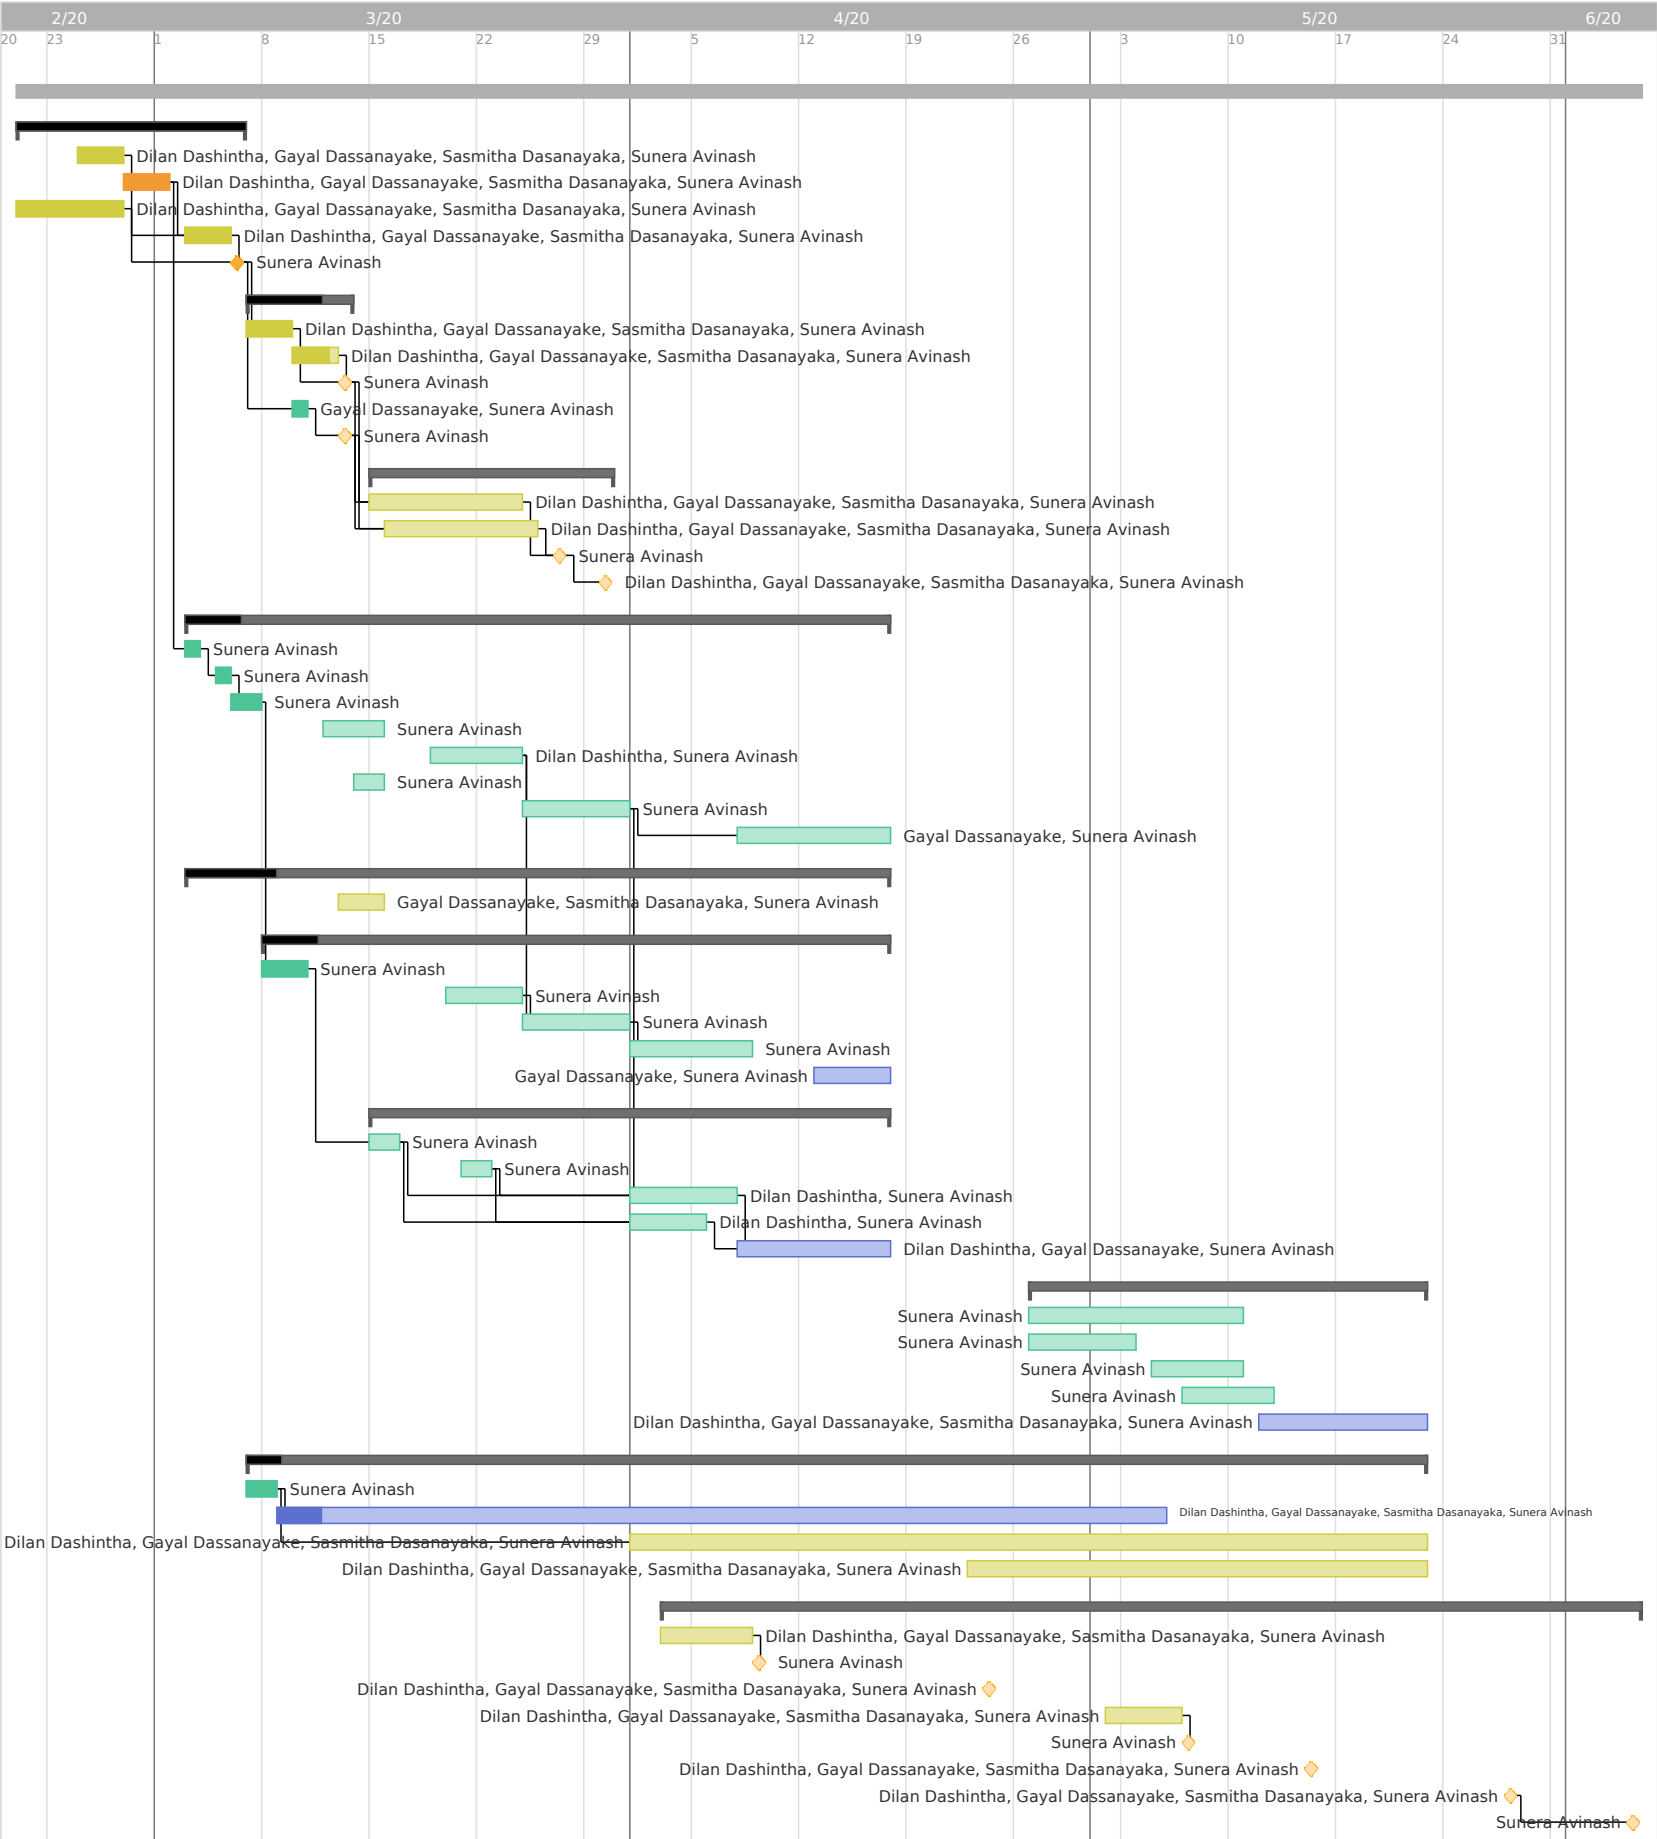 2/20 3/20 4/20 5/20 6/20
20 23 1 8 15 22 29 5 12 19 26 3 10 17 24 31
Dilan Dashintha, Gayal Dassanayake, Sasmitha Dasanayaka, Sunera Avinash
Dilan Dashintha, Gayal Dassanayake, Sasmitha Dasanayaka, Sunera Avinash
Dilan Dashintha, Gayal Dassanayake, Sasmitha Dasanayaka, Sunera Avinash
Dilan Dashintha, Gayal Dassanayake, Sasmitha Dasanayaka, Sunera Avinash
Sunera Avinash
Dilan Dashintha, Gayal Dassanayake, Sasmitha Dasanayaka, Sunera Avinash
Dilan Dashintha, Gayal Dassanayake, Sasmitha Dasanayaka, Sunera Avinash
Sunera Avinash
Gayal Dassanayake, Sunera Avinash
Sunera Avinash
Dilan Dashintha, Gayal Dassanayake, Sasmitha Dasanayaka, Sunera Avinash
Dilan Dashintha, Gayal Dassanayake, Sasmitha Dasanayaka, Sunera Avinash
Sunera Avinash
Dilan Dashintha, Gayal Dassanayake, Sasmitha Dasanayaka, Sunera Avinash
Sunera Avinash
Sunera Avinash
Sunera Avinash
Sunera Avinash
Dilan Dashintha, Sunera Avinash
Sunera Avinash
Sunera Avinash
Gayal Dassanayake, Sunera Avinash
Gayal Dassanayake, Sasmitha Dasanayaka, Sunera Avinash
Sunera Avinash
Sunera Avinash
Sunera Avinash
Sunera Avinash
Gayal Dassanayake, Sunera Avinash
Sunera Avinash
Sunera Avinash
Dilan Dashintha, Sunera Avinash
Dilan Dashintha, Sunera Avinash
Dilan Dashintha, Gayal Dassanayake, Sunera Avinash
Sunera Avinash
Sunera Avinash
Sunera Avinash
Sunera Avinash
Dilan Dashintha, Gayal Dassanayake, Sasmitha Dasanayaka, Sunera Avinash
Sunera Avinash
Dilan Dashintha, Gayal Dassanayake, Sasmitha Dasanayaka, Sunera Avinash
Dilan Dashintha, Gayal Dassanayake, Sasmitha Dasanayaka, Sunera Avinash
Dilan Dashintha, Gayal Dassanayake, Sasmitha Dasanayaka, Sunera Avinash
Dilan Dashintha, Gayal Dassanayake, Sasmitha Dasanayaka, Sunera Avinash
Sunera Avinash
Dilan Dashintha, Gayal Dassanayake, Sasmitha Dasanayaka, Sunera Avinash
Dilan Dashintha, Gayal Dassanayake, Sasmitha Dasanayaka, Sunera Avinash
Sunera Avinash
Dilan Dashintha, Gayal Dassanayake, Sasmitha Dasanayaka, Sunera Avinash
Dilan Dashintha, Gayal Dassanayake, Sasmitha Dasanayaka, Sunera Avinash
Sunera Avinash